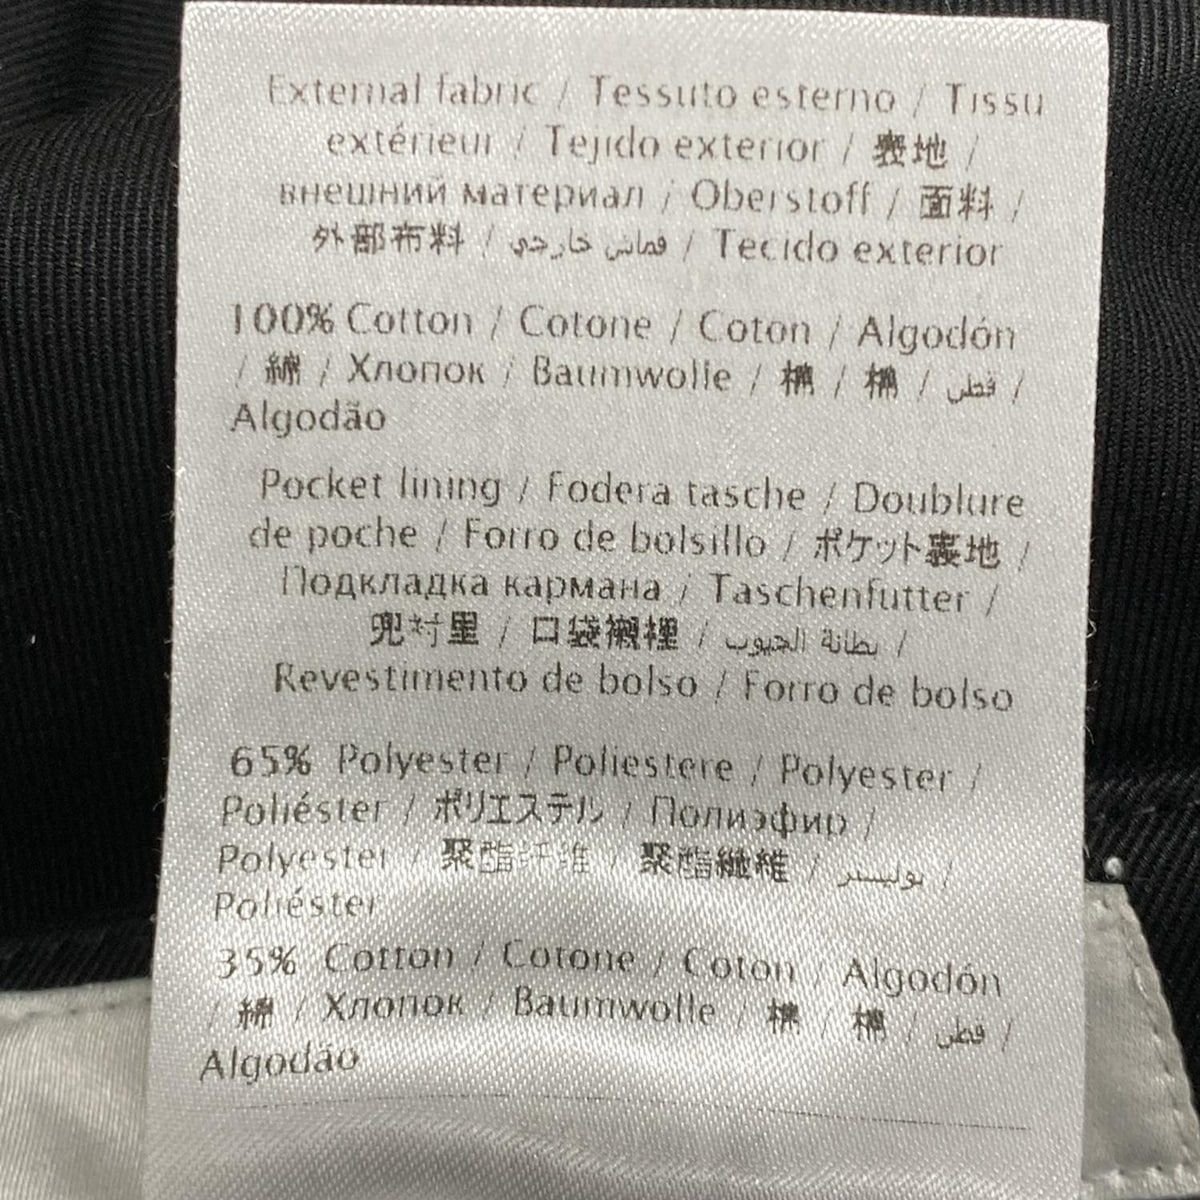 External fabric / Tessuto esterno / Tissu
extérieur / Tejido exterior / 表地 /
внешний материал / Oberstoff / 面料 /
外部布料 / قماش خارجي / Tecido exterior
100% Cotton / Cotone / Coton / Algodón
/ 綿 / Хлопок / Baumwolle / 棉 / 棉 / قطن /
Algodão
Pocket lining / Fodera tasche / Doublure
de poche / Forro de bolsillo / ポケット裏地 /
Подкладка кармана / Taschenfutter /
兜衬里 / 口袋襯裡 / بطانة الجيوب /
Revestimento de bolso / Forro de bolso
65% Polyester / Poliestere / Polyester /
Poliéster / ポリエステル / Полиэфир /
Polyester / 聚酯纤维 / 聚酯纖維 / بوليستر /
Poliéster
35% Cotton / Cotone / Coton / Algodón
/ 綿 / Хлопок / Baumwolle / 棉 / 棉 / قطن /
Algodão